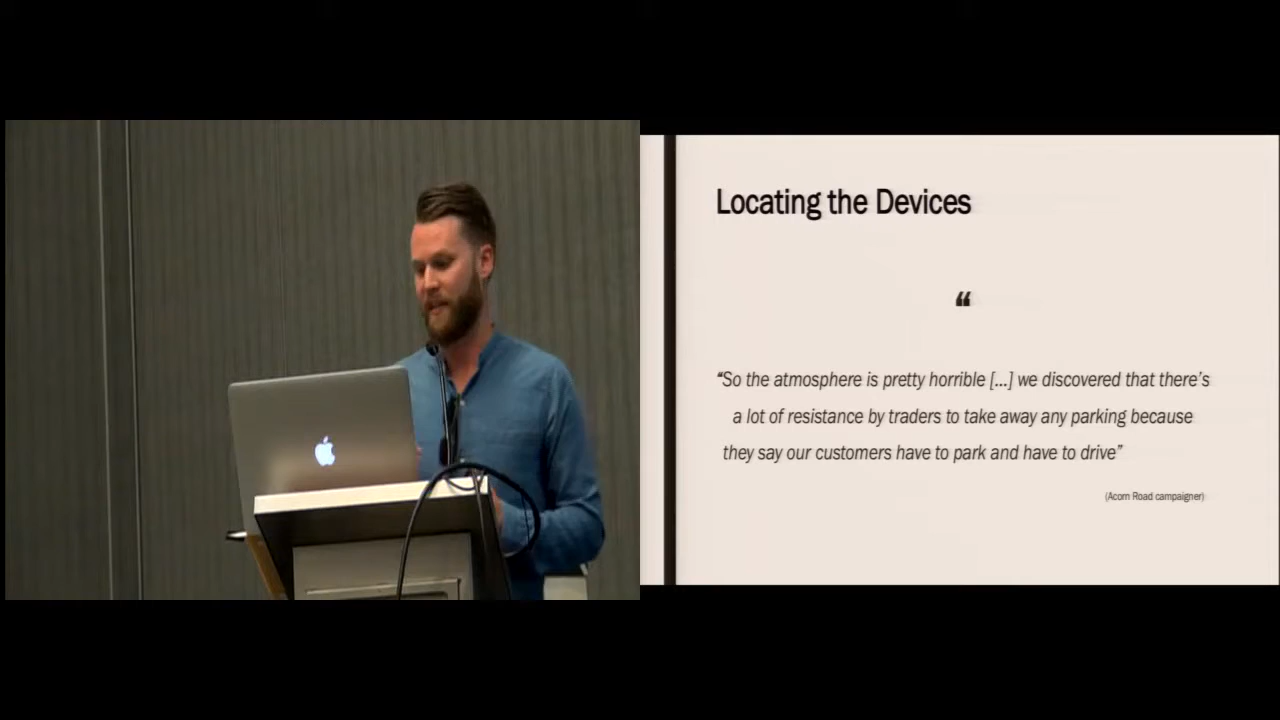 Locating the Devices
“
“So the atmosphere is pretty horrible [...] we discovered that there’s
a lot of resistance by traders to take away any parking because
they say our customers have to park and have to drive”
(Acorn Road campaigner)